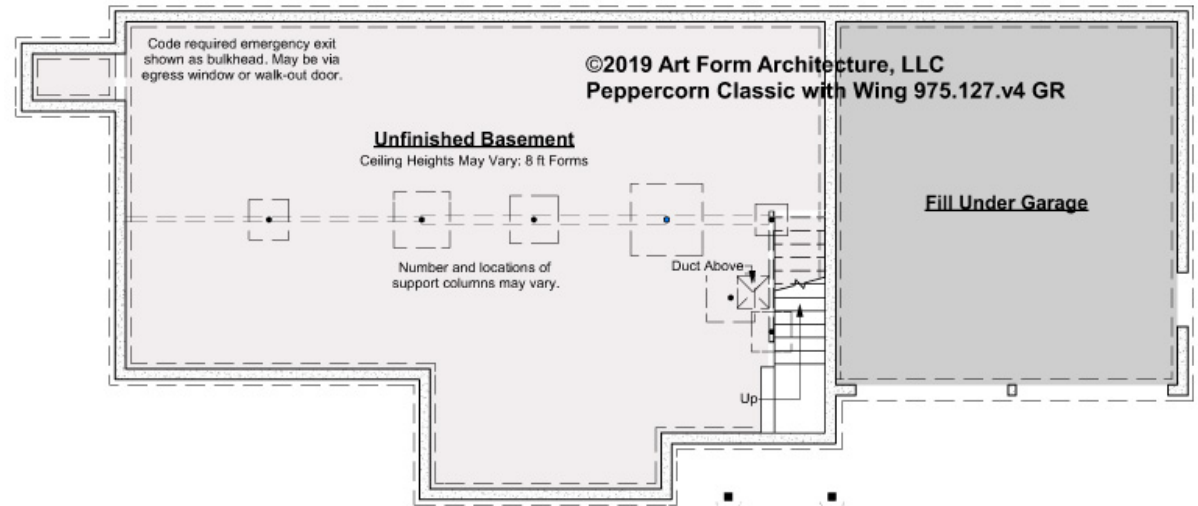 Code required emergency exit
shown as bulkhead. May be via
egress window or walk-out door.
©2019 Art Form Architecture, LLC
Peppercorn Classic with Wing 975.127.v4 GR
Unfinished Basement
Ceiling Heights May Vary: 8 ft Forms
Fill Under Garage
Number and locations of
support columns may vary.
Duct Above
Up